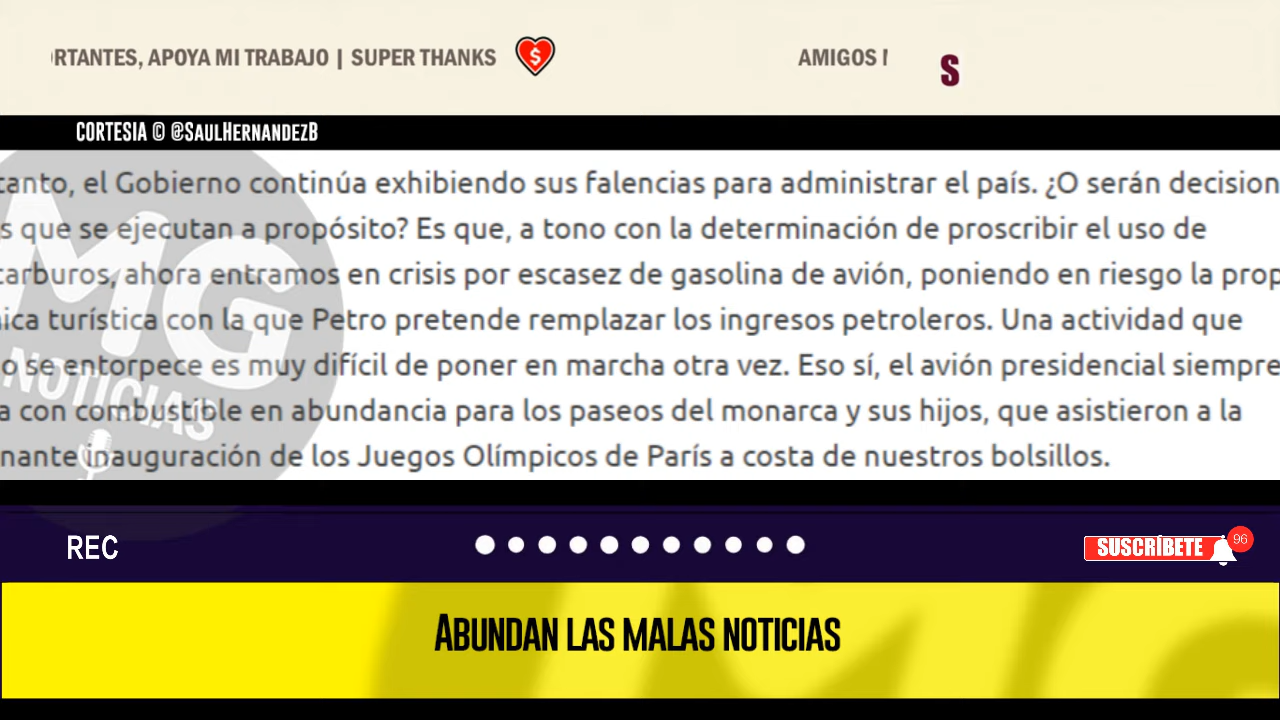 RTANTES, APOYA MI TRABAJO | SUPER THANKS
AMIGOS
S
CORTESIA © @SAULHERNANDEZB
tanto, el Gobierno continúa exhibiendo sus falencias para administrar el país. ¿O serán decision
s que se ejecutan a propósito? Es que, a tono con la determinación de proscribir el uso de
carburos, ahora entramos en crisis por escasez de gasolina de avión, poniendo en riesgo la prop
ica turística con la que Petro pretende remplazar los ingresos petroleros. Una actividad que
o se entorpece es muy difícil de poner en marcha otra vez. Eso sí, el avión presidencial siempre
a con combustible en abundancia para los paseos del monarca y sus hijos, que asistieron a la
nante inauguración de los Juegos Olímpicos de París a costa de nuestros bolsillos.
MG
NOTICIAS
REC
SUSCRÍBETE
96
ABUNDAN LAS MALAS NOTICIAS